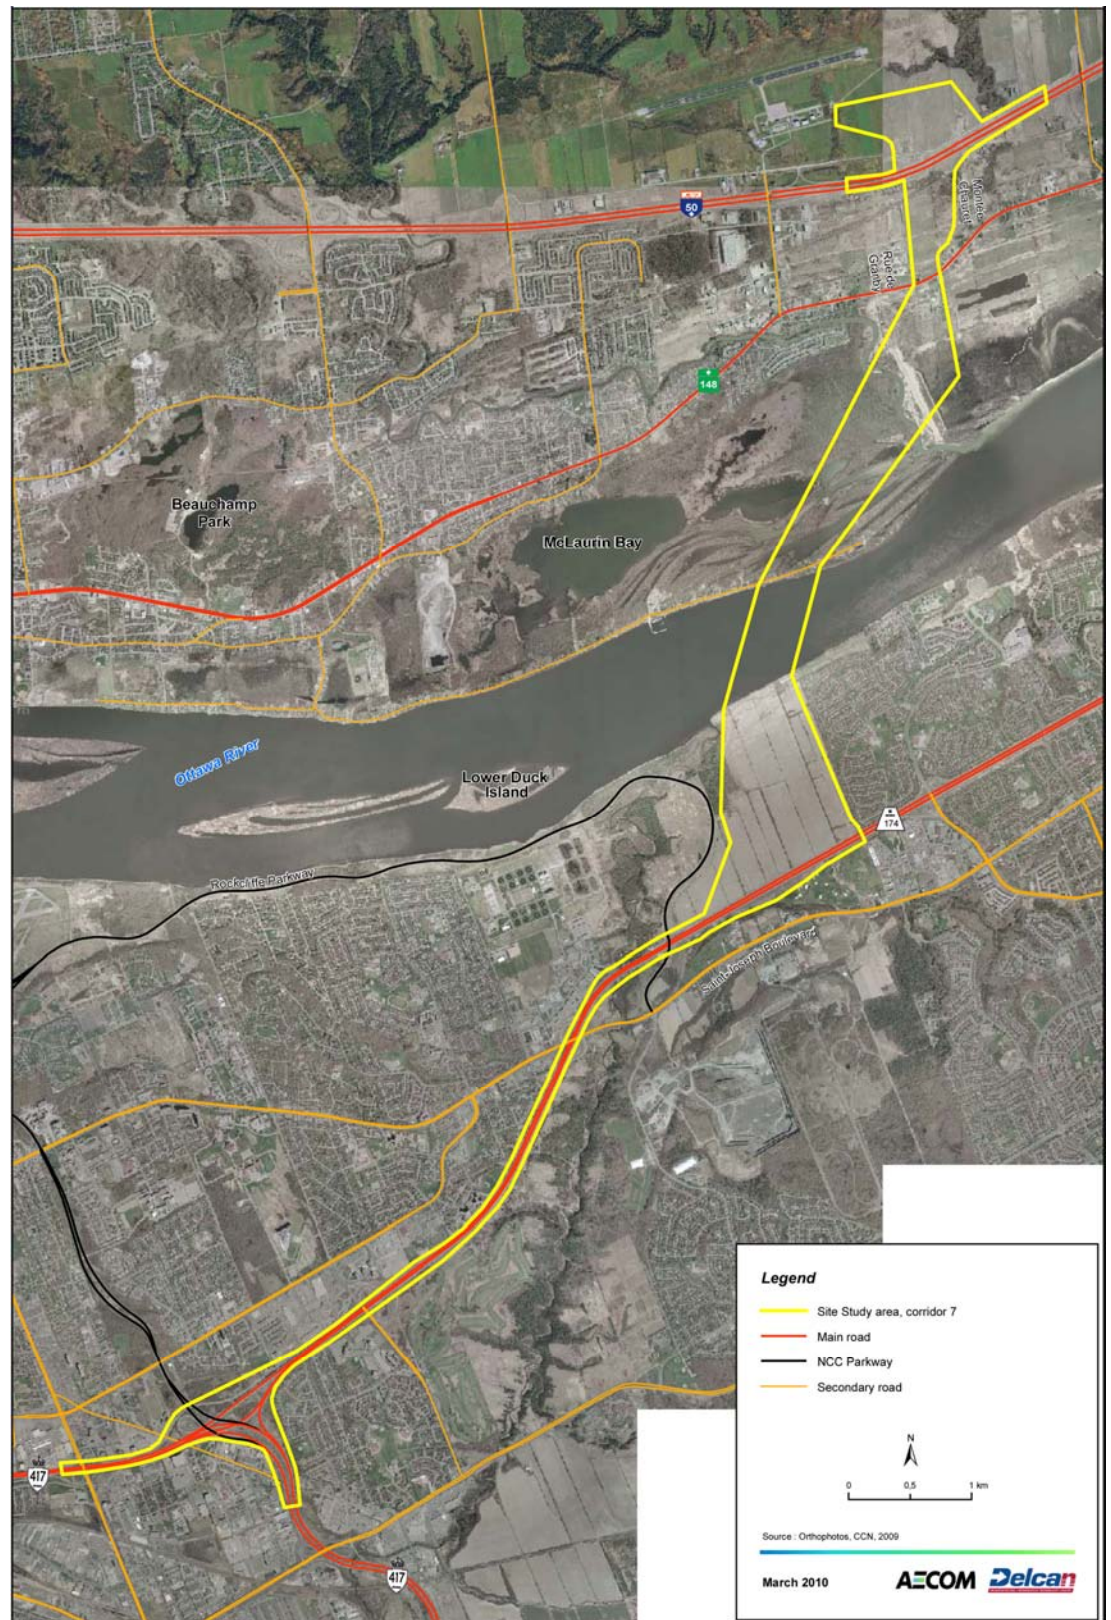 50
Montée
Chauret
Rue de
Granby
148
Beauchamp
Park
McLaurin Bay
Ottawa River
Lower Duck
Island
174
Rockcliffe Parkway
Saint-Joseph Boulevard
417
417
Legend
Site Study area, corridor 7
Main road
NCC Parkway
Secondary road
N
0 0,5 1 km
Source : Orthophotos, CCN, 2009
March 2010 AECOM Delcan